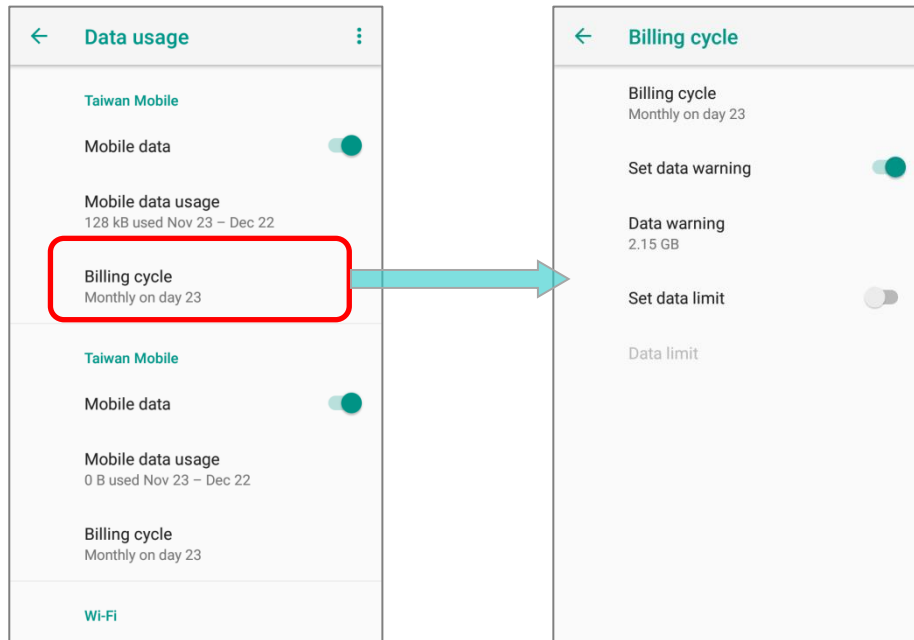 Data usage
Taiwan Mobile
Mobile data
Mobile data usage
128 kB used Nov 23 – Dec 22
Billing cycle
Monthly on day 23
Taiwan Mobile
Mobile data
Mobile data usage
0 B used Nov 23 – Dec 22
Billing cycle
Monthly on day 23
Wi-Fi
Billing cycle
Billing cycle
Monthly on day 23
Set data warning
Data warning
2.15 GB
Set data limit
Data limit